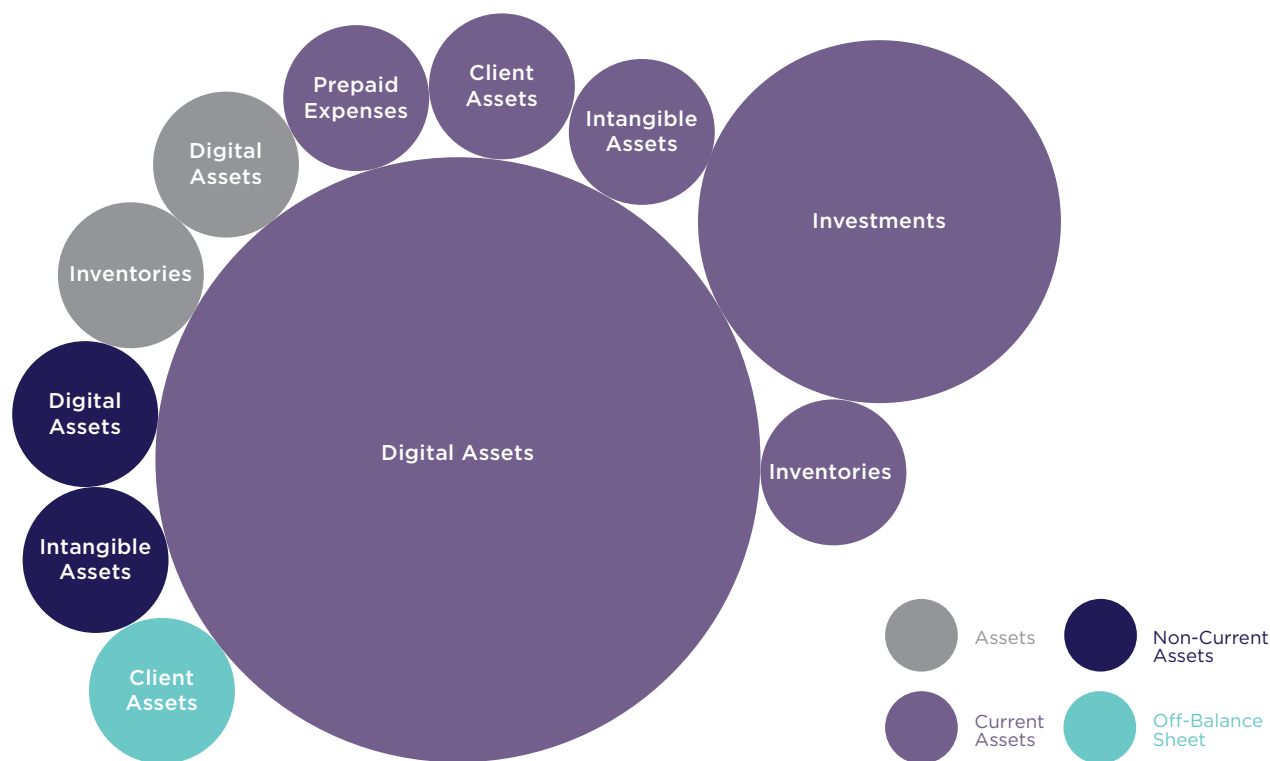 Prepaid
Expenses
Client
Assets
Intangible
Assets
Digital
Assets
Investments
Inventories
Digital
Assets
Digital Assets
Inventories
Intangible
Assets
Client
Assets
Assets
Non-Current
Assets
Current
Assets
Off-Balance
Sheet